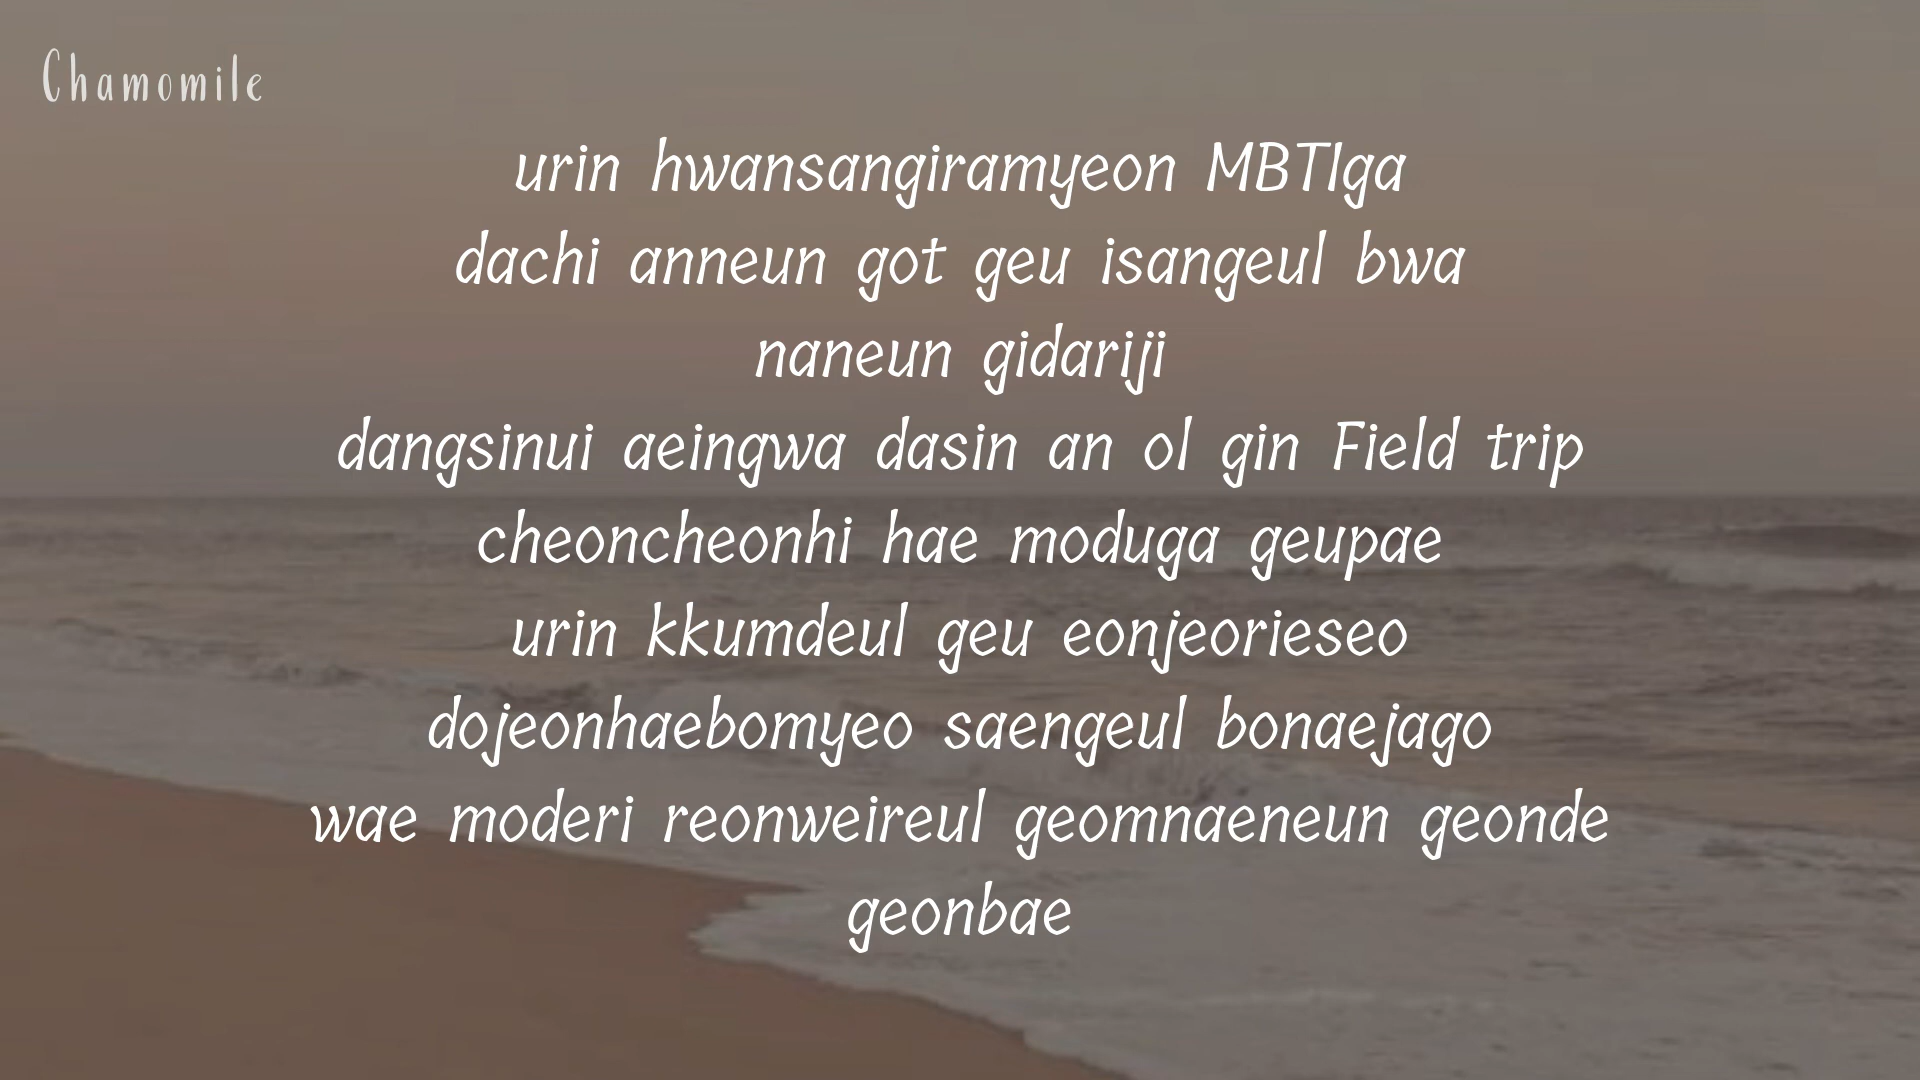 Chamomile
urin hwansangiramyeon MBTIga
dachi anneun got geu isangeul bwa
naneun gidariji
dangsinui aeingwa dasin an ol gin Field trip
cheoncheonhi hae moduga geupae
urin kkumdeul geu eonjeorieseo
dojeonhaebomyeo saengeul bonaejago
wae moderi reonweireul geomnaeneun geonde
geonbae